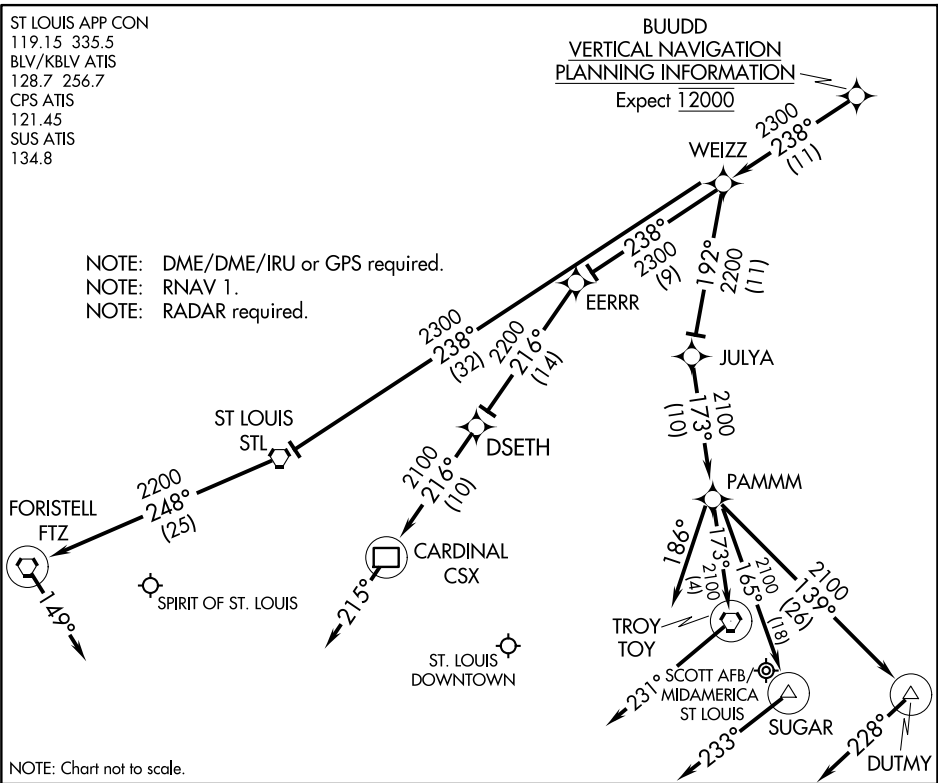 ST LOUIS APP CON
119.15 335.5
BLV/KBLV ATIS
128.7 256.7
CPS ATIS
121.45
SUS ATIS
134.8
BUUDD
VERTICAL NAVIGATION
PLANNING INFORMATION
Expect 12000
2300
238°
(11)
WEIZZ
NOTE: DME/DME/IRU or GPS required.
NOTE: RNAV 1.
NOTE: RADAR required.
238°
2300
(9)
192°
2200
(11)
EERRR
2300
238°
(32)
2200
216°
(14)
JULYA
2100
173°
(10)
ST LOUIS
STL
DSETH
2200
248°
(25)
2100
216°
(10)
PAMMM
FORISTELL
FTZ
CARDINAL
CSX
186°
173°
2100
(4)
2100
165°
(18)
2100
139°
(26)
149°
SPIRIT OF ST. LOUIS
215°
TROY
TOY
ST. LOUIS
DOWNTOWN
SCOTT AFB/
MIDAMERICA
ST LOUIS
231°
SUGAR
233°
228°
DUTMY
NOTE: Chart not to scale.